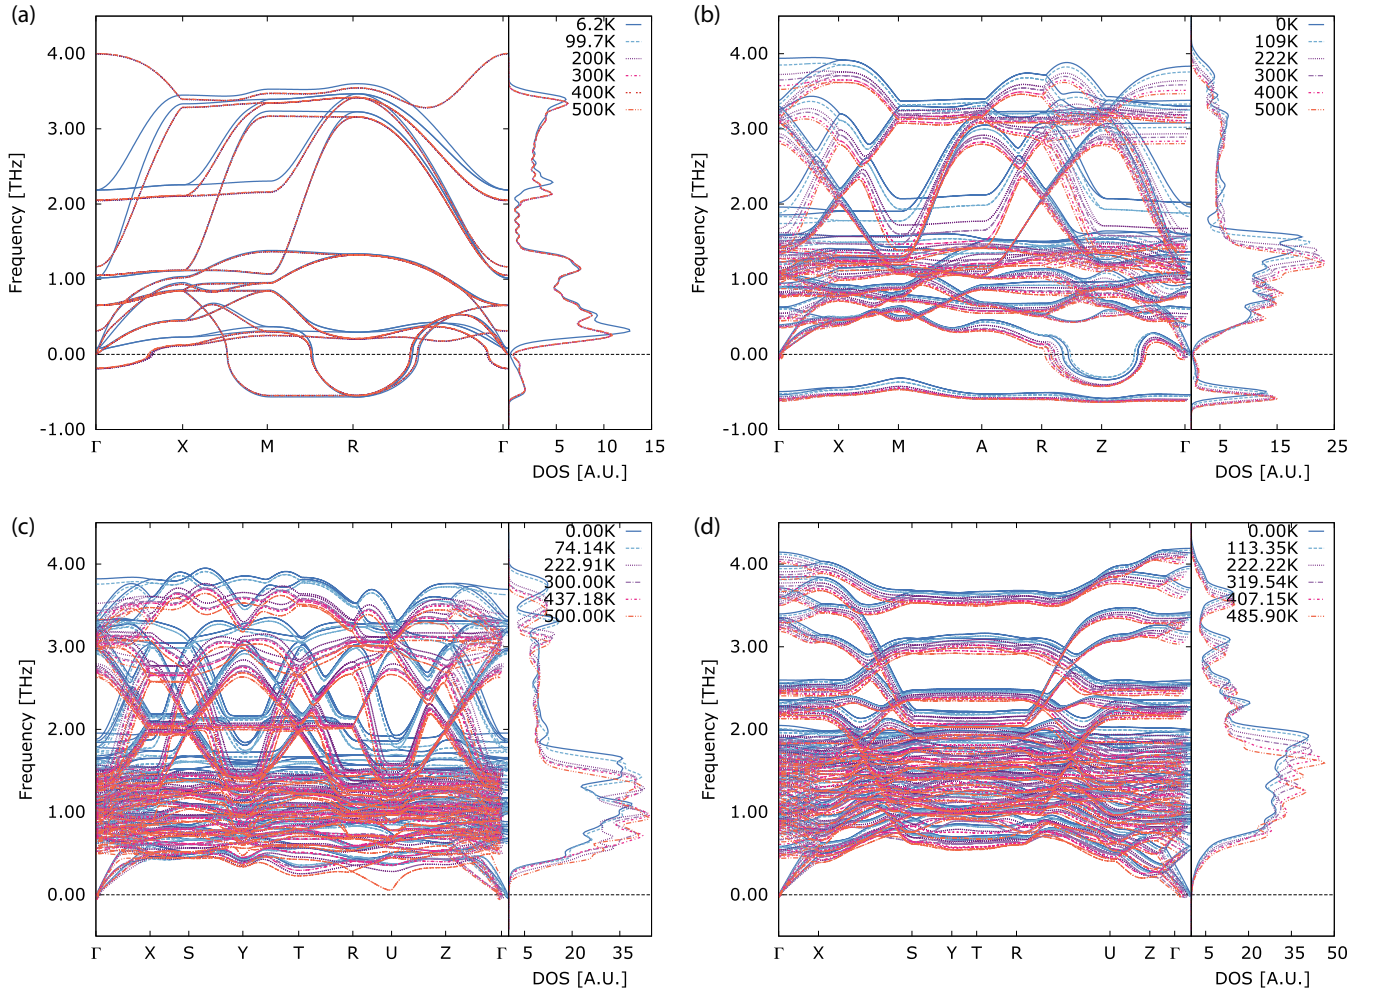 (a)
4.00
3.00
2.00
1.00
0.00
-1.00
Frequency [THz]
Γ X M R Γ
6.2K
99.7K
200K
300K
400K
500K
5 10 15
DOS [A.U.]
(b)
4.00
3.00
2.00
1.00
0.00
-1.00
Frequency [THz]
Γ X M A R Z Γ
0K
109K
222K
300K
400K
500K
5 15 25
DOS [A.U.]
(c)
4.00
3.00
2.00
1.00
0.00
Frequency [THz]
Γ X S Y T R U Z Γ
0.00K
74.14K
222.91K
300.00K
437.18K
500.00K
5 20 35
DOS [A.U.]
(d)
4.00
3.00
2.00
1.00
0.00
Frequency [THz]
Γ X S Y T R U Z Γ
0.00K
113.35K
222.22K
319.54K
407.15K
485.90K
5 20 35 50
DOS [A.U.]